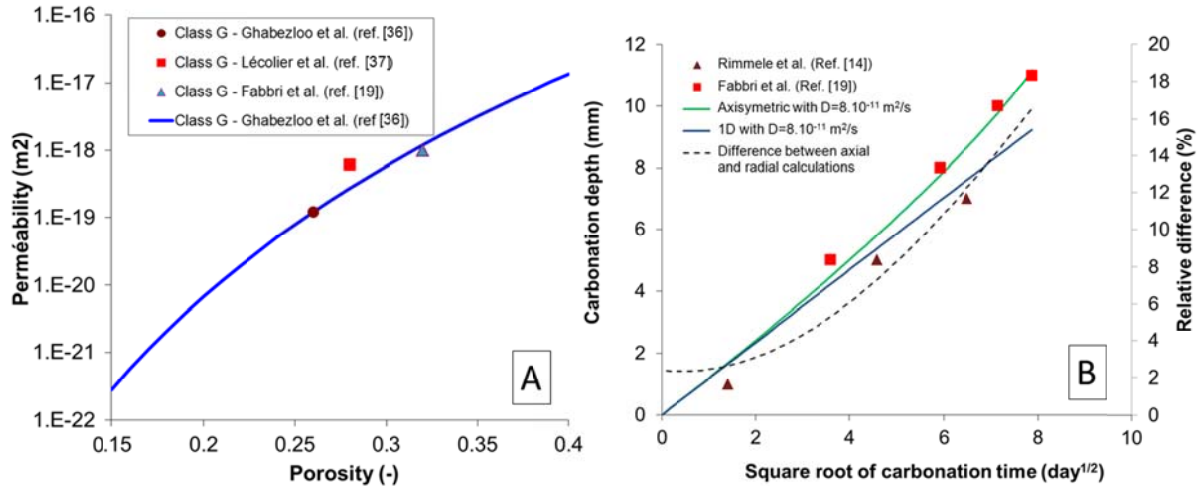 1.E-16
1.E-17
1.E-18
1.E-19
1.E-20
1.E-21
1.E-22
Perméability (m2)
Class G - Ghabezloo et al. (ref. [36])
Class G - Lécolier et al. (ref. [37])
Class G - Fabbri et al. (ref. [19])
Class G - Ghabezloo et al. (ref [36])
A
0.15 0.2 0.25 0.3 0.35 0.4
Porosity (-)
12
10
8
6
4
2
0
Carbonation depth (mm)
Rimmele et al. (Ref. [14])
Fabbri et al. (Ref. [19])
Axisymetric with D=8.10⁻¹¹ m²/s
1D with D=8.10⁻¹¹ m²/s
Difference between axial
and radial calculations
B
20
18
16
14
12
10
8
6
4
2
0
Relative difference (%)
0 2 4 6 8 10
Square root of carbonation time (day¹ᐟ²)